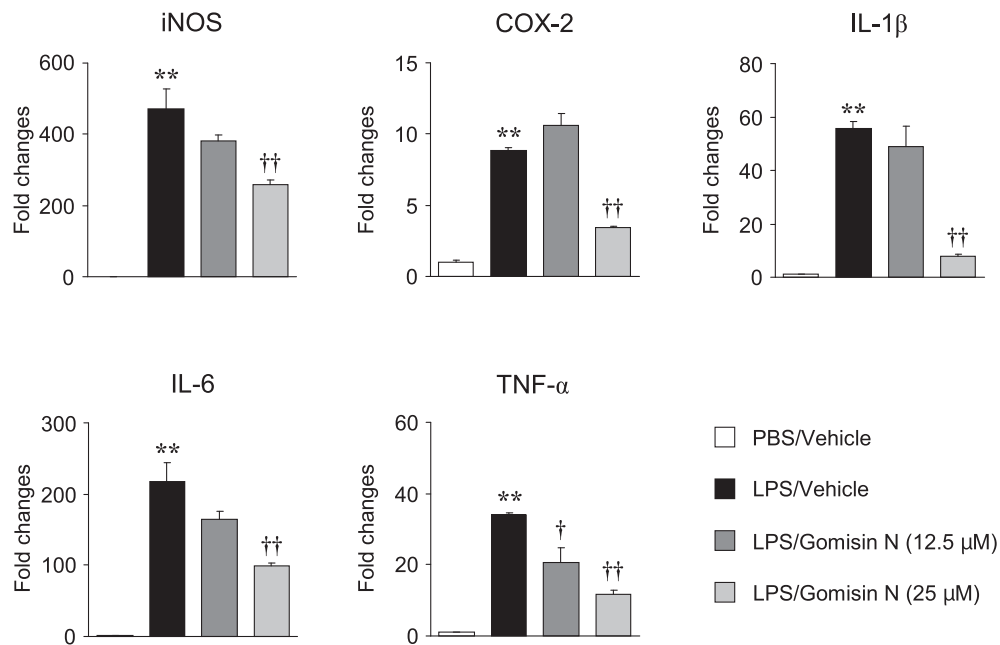 iNOS
COX-2
IL-1β
Fold changes
600
400
200
0
**
††
Fold changes
15
10
5
0
**
††
Fold changes
80
60
40
20
0
**
††
IL-6
TNF-α
Fold changes
300
200
100
0
**
††
Fold changes
60
40
20
0
**
†
††
PBS/Vehicle
LPS/Vehicle
LPS/Gomisin N (12.5 μM)
LPS/Gomisin N (25 μM)